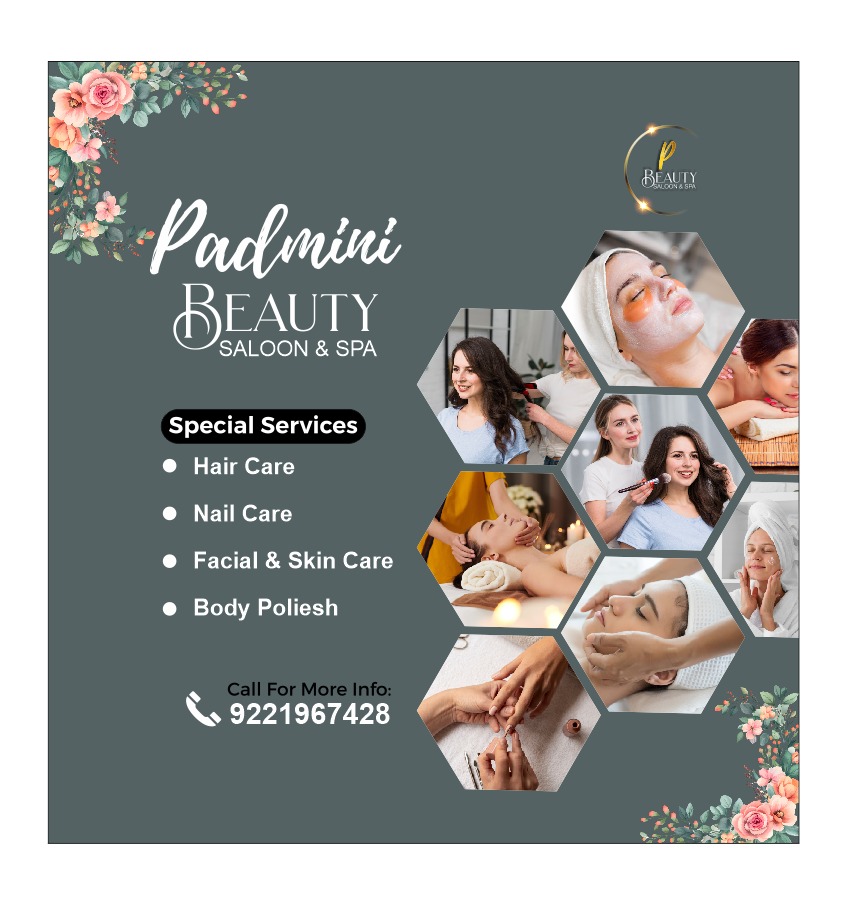 P
BEAUTY
SALOON & SPA
Padmini
BEAUTY
SALOON & SPA
Special Services
Hair Care
Nail Care
Facial & Skin Care
Body Poliesh
Call For More Info:
9221967428